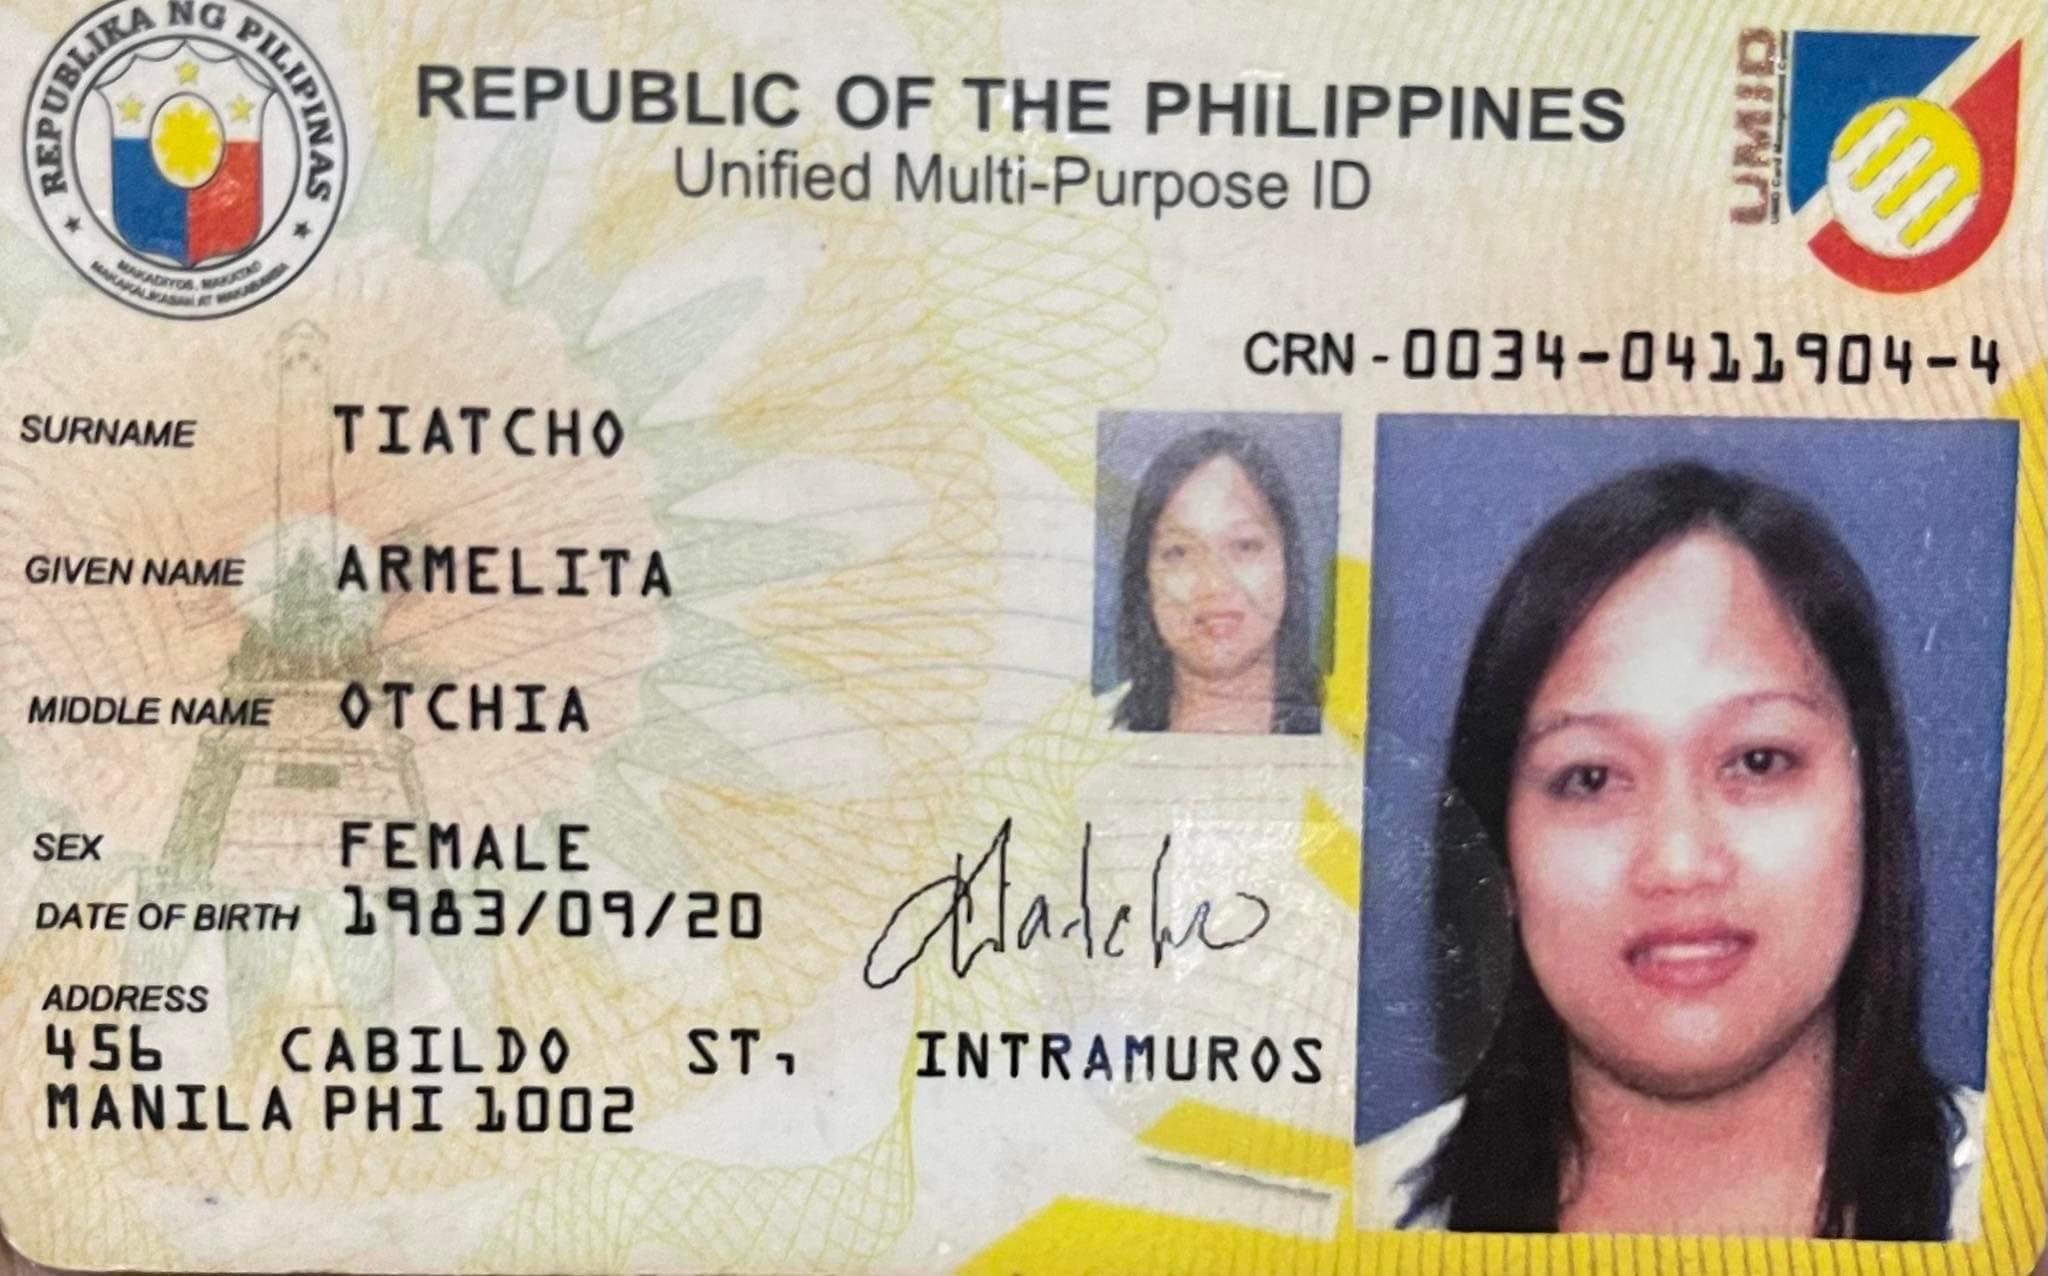 REPUBLIKA NG PILIPINAS
MAKADIYOS, MAKATAO
MAKAKALIKASAN AT MAKABANSA
REPUBLIC OF THE PHILIPPINES
Unified Multi-Purpose ID
UMID
UMID Card Management Center
CRN - 0034-0411904-4
SURNAME TIATCHO
GIVEN NAME ARMELITA
MIDDLE NAME OTCHIA
SEX FEMALE
DATE OF BIRTH 1983/09/20
ADDRESS
456 CABILDO ST, INTRAMUROS
MANILA PHI 1002